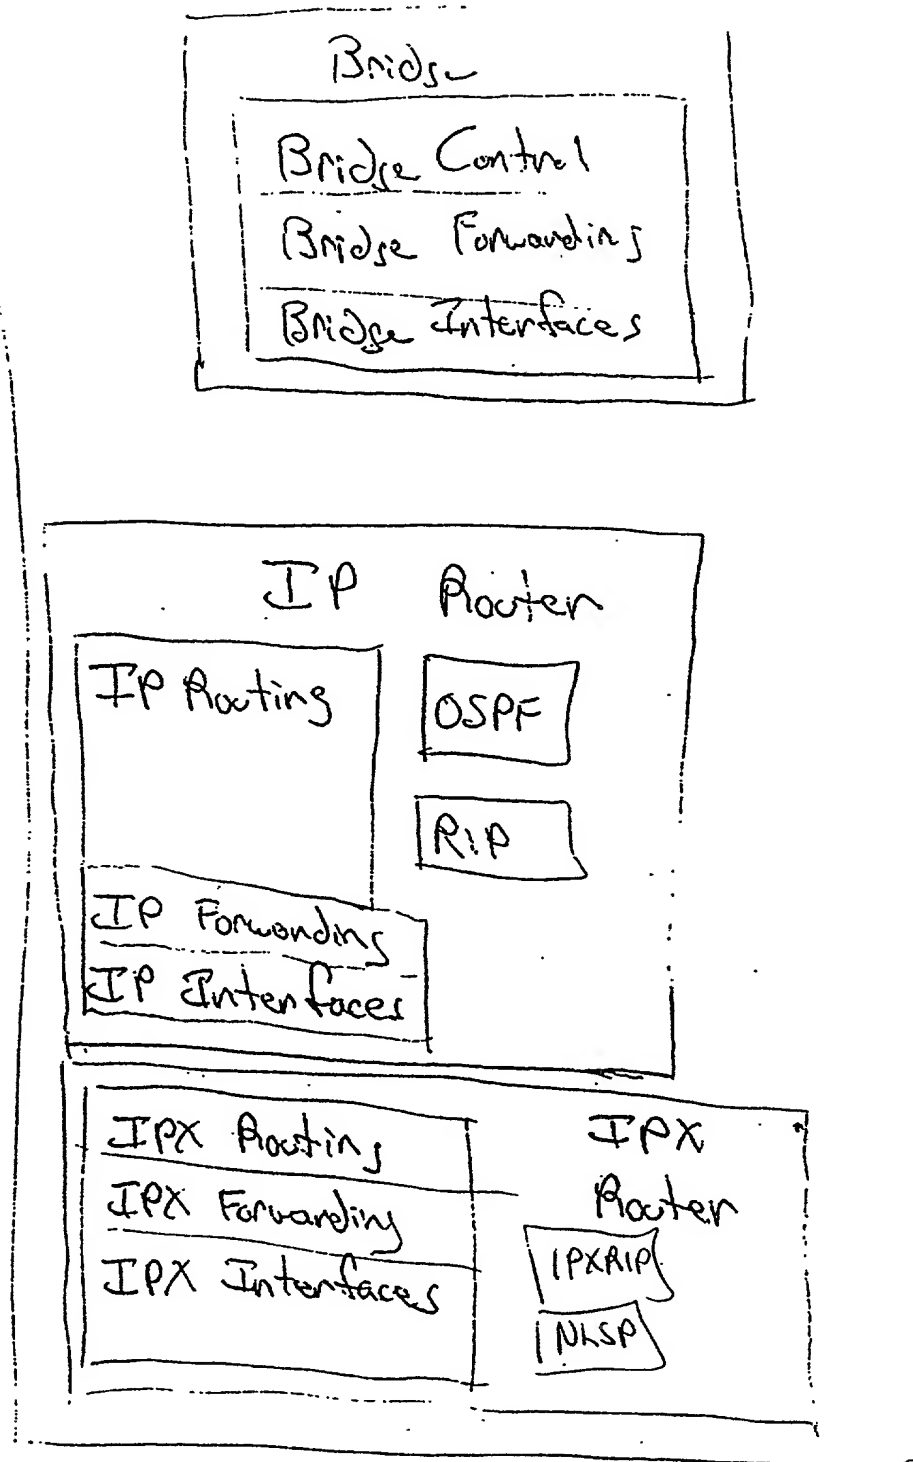 Bridge
Bridge Control
Bridge Forwarding
Bridge Interfaces
IP Router
IP Routing
OSPF
RIP
IP Forwarding
IP Interfaces
IPX Routing
IPX Forwarding
IPX Interfaces
IPX
Router
IPXRIP
NLSP